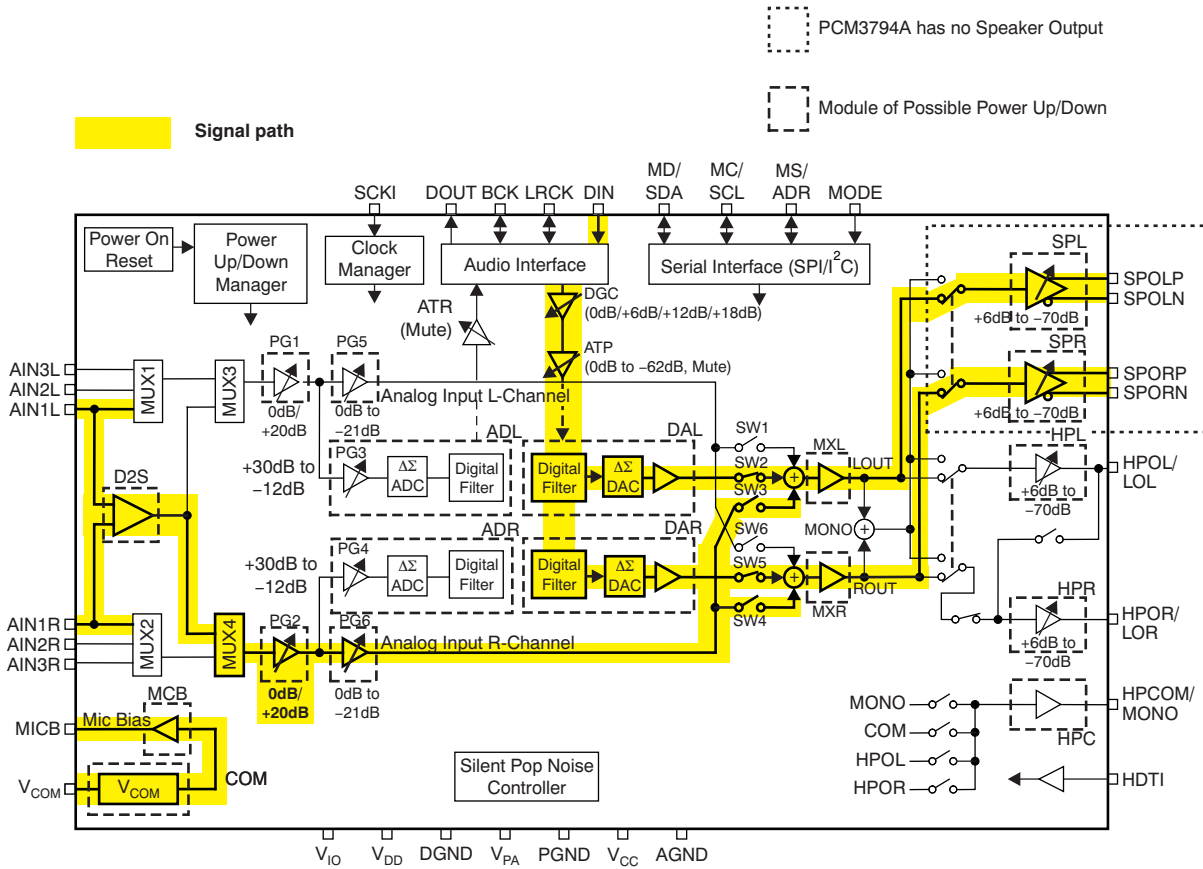 PCM3794A has no Speaker Output
Module of Possible Power Up/Down
Signal path
SCKI
DOUT
BCK
LRCK
DIN
MD/
SDA
MC/
SCL
MS/
ADR
MODE
Power On
Reset
Power
Up/Down
Manager
Clock
Manager
Audio Interface
Serial Interface (SPI/I²C)
SPL
SPOLP
SPOLN
+6dB to −70dB
DGC
(0dB/+6dB/+12dB/+18dB)
ATR
(Mute)
ATP
(0dB to −62dB, Mute)
SPR
SPORP
SPORN
+6dB to −70dB
AIN3L
AIN2L
AIN1L
MUX1
MUX3
PG1
0dB/
+20dB
PG5
0dB to
−21dB
Analog Input L-Channel
ADL
PG3
+30dB to
−12dB
ΔΣ
ADC
Digital
Filter
DAL
Digital
Filter
ΔΣ
DAC
SW1
SW2
SW3
MXL
LOUT
HPL
+6dB to
−70dB
HPOL/
LOL
D2S
ADR
PG4
+30dB to
−12dB
ΔΣ
ADC
Digital
Filter
DAR
Digital
Filter
ΔΣ
DAC
SW6
SW5
SW4
MONO
MXR
ROUT
HPR
+6dB to
−70dB
HPOR/
LOR
AIN1R
AIN2R
AIN3R
MUX2
MUX4
PG2
0dB/
+20dB
PG6
0dB to
−21dB
Analog Input R-Channel
MICB
Mic Bias
MCB
VCOM
VCOM
COM
Silent Pop Noise
Controller
MONO
COM
HPOL
HPOR
HPC
HPCOM/
MONO
HDTI
VIO
VDD
DGND
VPA
PGND
VCC
AGND